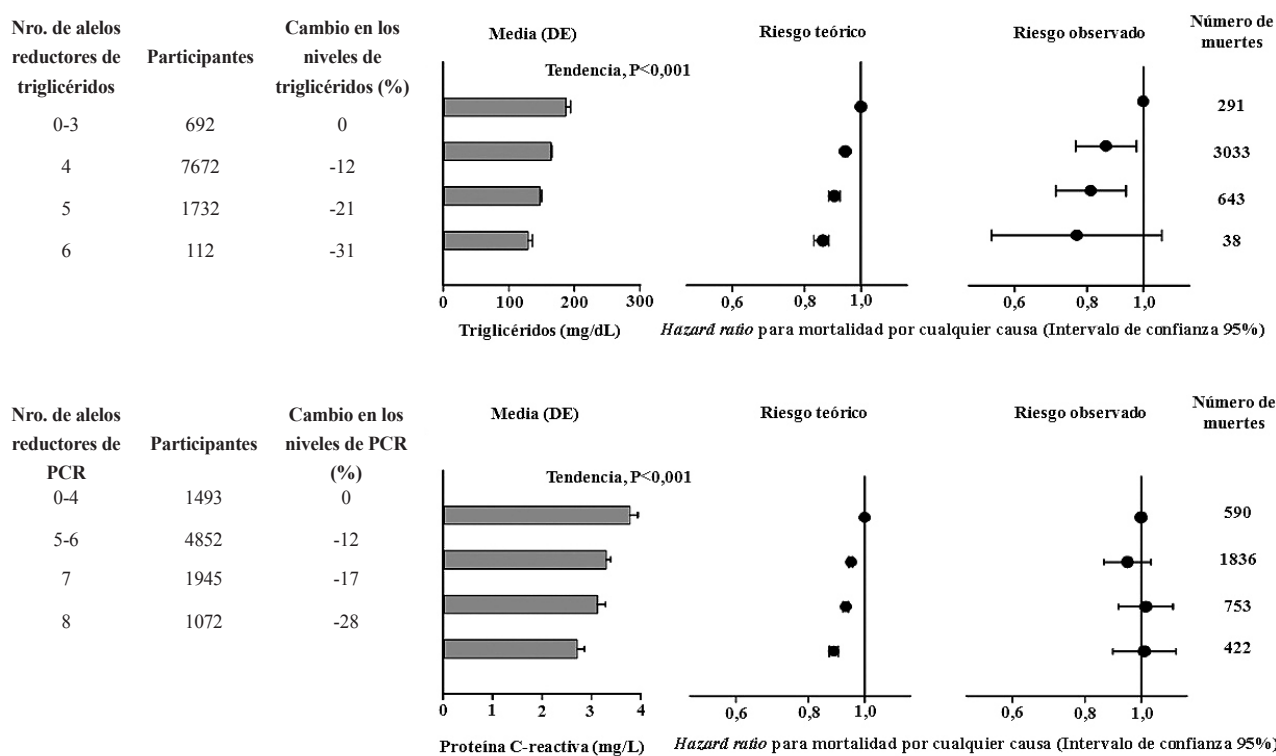 Nro. de alelos
reductores de
triglicéridos
Participantes
Cambio en los
niveles de
triglicéridos (%)
Media (DE)
Riesgo teórico
Riesgo observado
Número de
muertes
Tendencia, P<0,001
0-3 692 0 291
4 7672 -12 3033
5 1732 -21 643
6 112 -31 38
0 100 200 300
0,6 0,8 1,0
0,6 0,8 1,0
Triglicéridos (mg/dL)
Hazard ratio para mortalidad por cualquier causa (Intervalo de confianza 95%)
Nro. de alelos
reductores de
PCR
Participantes
Cambio en los
niveles de PCR
(%)
Media (DE)
Riesgo teórico
Riesgo observado
Número de
muertes
Tendencia, P<0,001
0-4 1493 0 590
5-6 4852 -12 1836
7 1945 -17 753
8 1072 -28 422
0 1 2 3 4
0,6 0,8 1,0
0,6 0,8 1,0
Proteína C-reactiva (mg/L)
Hazard ratio para mortalidad por cualquier causa (Intervalo de confianza 95%)